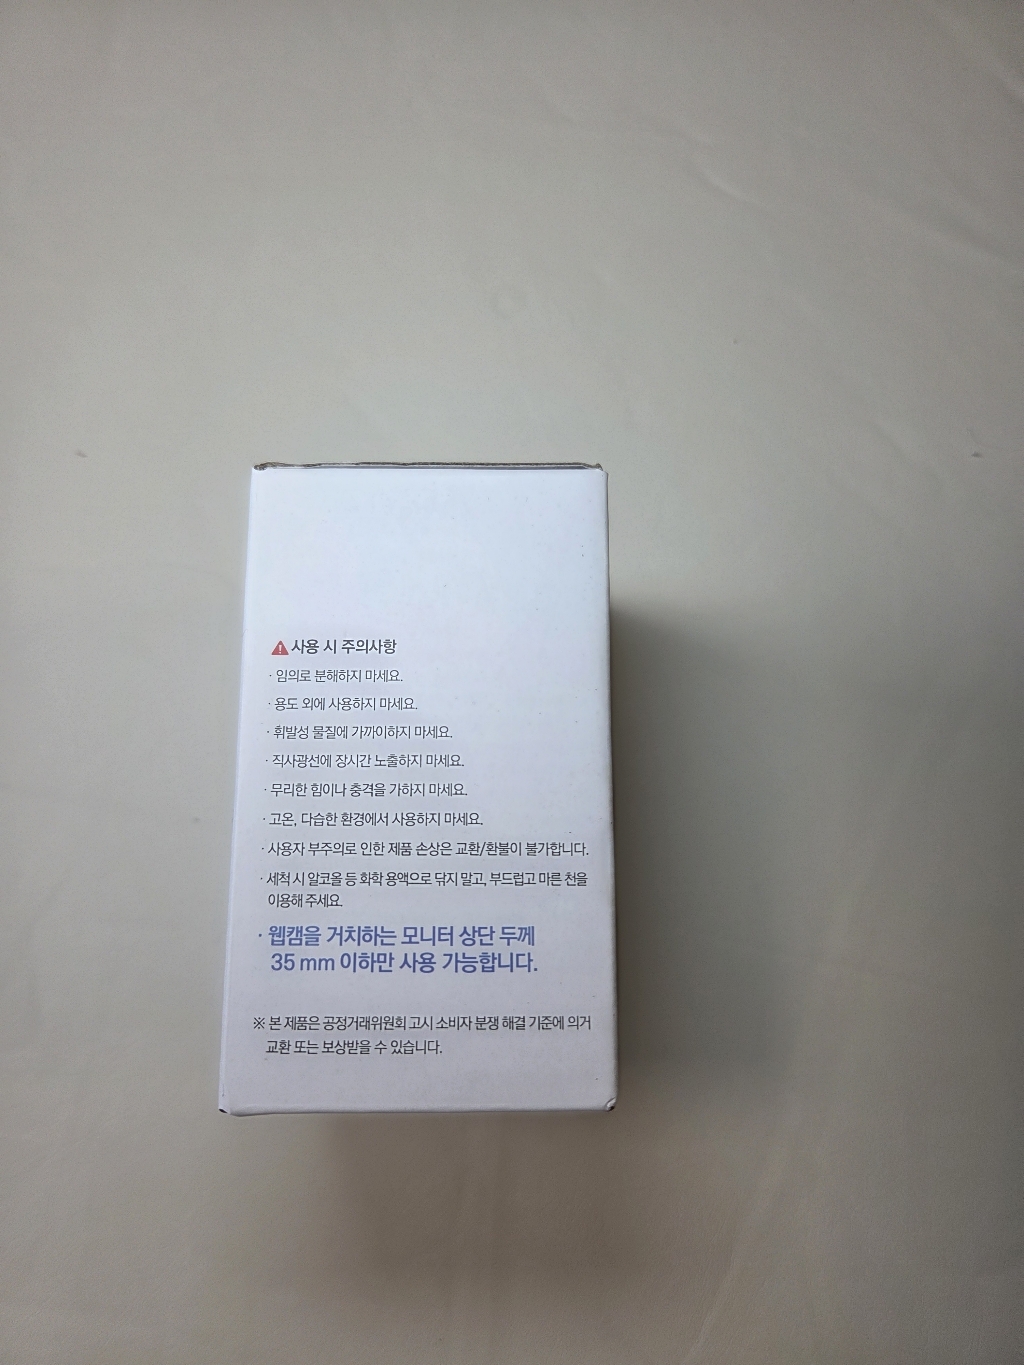 사용 시 주의사항
· 임의로 분해하지 마세요.
· 용도 외에 사용하지 마세요.
· 휘발성 물질에 가까이하지 마세요.
· 직사광선에 장시간 노출하지 마세요.
· 무리한 힘이나 충격을 가하지 마세요.
· 고온, 다습한 환경에서 사용하지 마세요.
· 사용자 부주의로 인한 제품 손상은 교환/환불이 불가합니다.
· 세척 시 알코올 등 화학 용액으로 닦지 말고, 부드럽고 마른 천을
이용해 주세요.
· 웹캠을 거치하는 모니터 상단 두께
35 mm 이하만 사용 가능합니다.
※ 본 제품은 공정거래위원회 고시 소비자 분쟁 해결 기준에 의거
교환 또는 보상받을 수 있습니다.